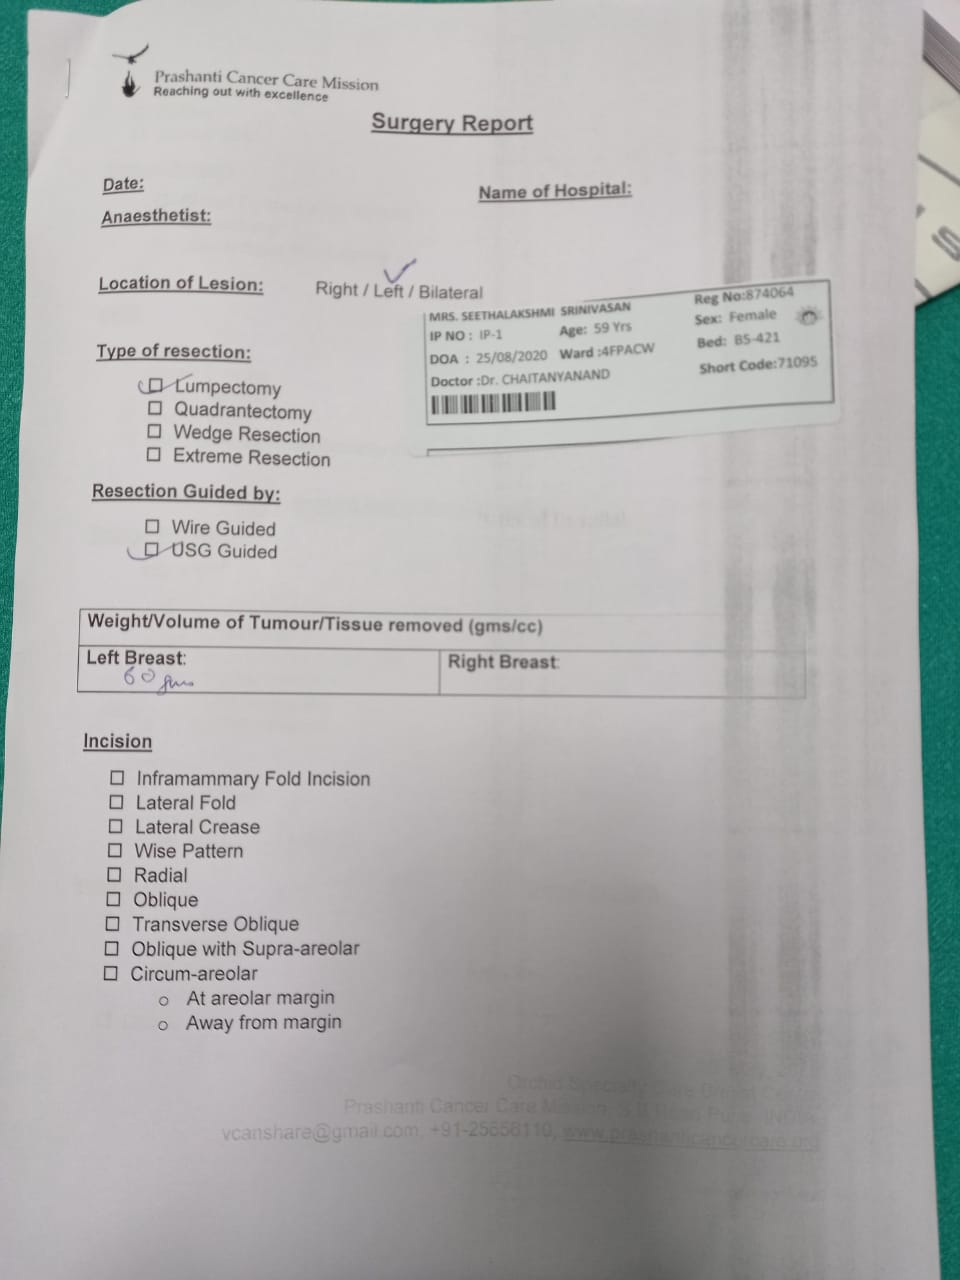 Prashanti Cancer Care Mission
Reaching out with excellence
Surgery Report
Date:
Name of Hospital:
Anaesthetist:
Location of Lesion: Right / Left / Bilateral
MRS. SEETHALAKSHMI SRINIVASAN Reg No:874064
IP NO : IP-1 Age: 59 Yrs Sex: Female
DOA : 25/08/2020 Ward :4FPACW Bed: B5-421
Doctor :Dr. CHAITANYANAND Short Code:71095
Type of resection:
Lumpectomy
Quadrantectomy
Wedge Resection
Extreme Resection
Resection Guided by:
Wire Guided
USG Guided
Weight/Volume of Tumour/Tissue removed (gms/cc)
Left Breast: Right Breast:
60 gms
Incision
Inframammary Fold Incision
Lateral Fold
Lateral Crease
Wise Pattern
Radial
Oblique
Transverse Oblique
Oblique with Supra-areolar
Circum-areolar
At areolar margin
Away from margin
Orchid Specialty Care Breast
Prashanti Cancer Care Mission, S.B Road Pune, INDIA
vcanshare@gmail.com, +91-25658110, www.prashanticancercare.org